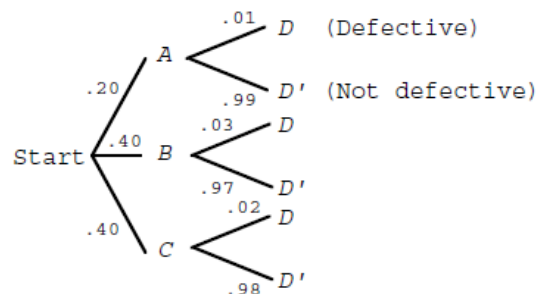 .01 D (Defective)
A
.20
.99 D' (Not defective)
.03 D
Start .40 B
.97 D'
.02 D
.40
C
.98 D'